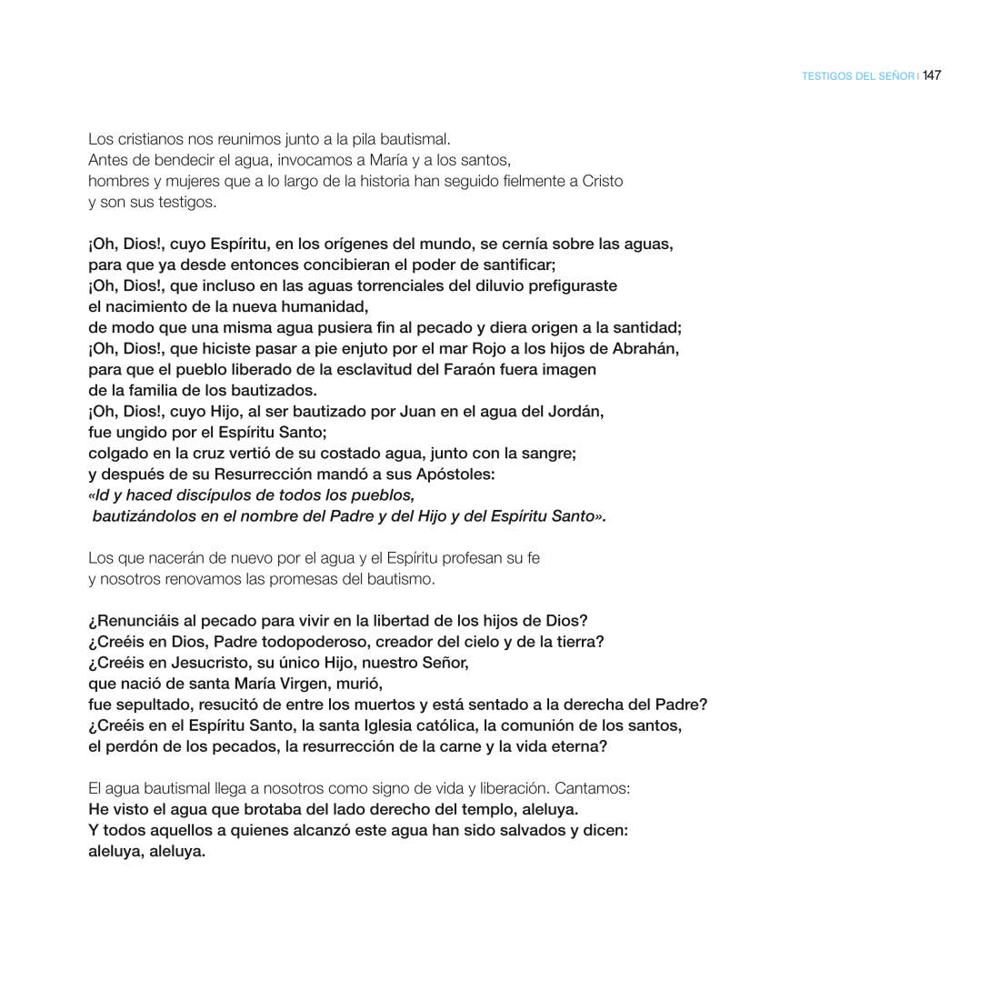 TESTIGOS DEL SEÑOR | 147
Los cristianos nos reunimos junto a la pila bautismal.
Antes de bendecir el agua, invocamos a María y a los santos,
hombres y mujeres que a lo largo de la historia han seguido fielmente a Cristo
y son sus testigos.
¡Oh, Dios!, cuyo Espíritu, en los orígenes del mundo, se cernía sobre las aguas,
para que ya desde entonces concibieran el poder de santificar;
¡Oh, Dios!, que incluso en las aguas torrenciales del diluvio prefiguraste
el nacimiento de la nueva humanidad,
de modo que una misma agua pusiera fin al pecado y diera origen a la santidad;
¡Oh, Dios!, que hiciste pasar a pie enjuto por el mar Rojo a los hijos de Abrahán,
para que el pueblo liberado de la esclavitud del Faraón fuera imagen
de la familia de los bautizados.
¡Oh, Dios!, cuyo Hijo, al ser bautizado por Juan en el agua del Jordán,
fue ungido por el Espíritu Santo;
colgado en la cruz vertió de su costado agua, junto con la sangre;
y después de su Resurrección mandó a sus Apóstoles:
«Id y haced discípulos de todos los pueblos,
bautizándolos en el nombre del Padre y del Hijo y del Espíritu Santo».
Los que nacerán de nuevo por el agua y el Espíritu profesan su fe
y nosotros renovamos las promesas del bautismo.
¿Renunciáis al pecado para vivir en la libertad de los hijos de Dios?
¿Creéis en Dios, Padre todopoderoso, creador del cielo y de la tierra?
¿Creéis en Jesucristo, su único Hijo, nuestro Señor,
que nació de santa María Virgen, murió,
fue sepultado, resucitó de entre los muertos y está sentado a la derecha del Padre?
¿Creéis en el Espíritu Santo, la santa Iglesia católica, la comunión de los santos,
el perdón de los pecados, la resurrección de la carne y la vida eterna?
El agua bautismal llega a nosotros como signo de vida y liberación. Cantamos:
He visto el agua que brotaba del lado derecho del templo, aleluya.
Y todos aquellos a quienes alcanzó este agua han sido salvados y dicen:
aleluya, aleluya.